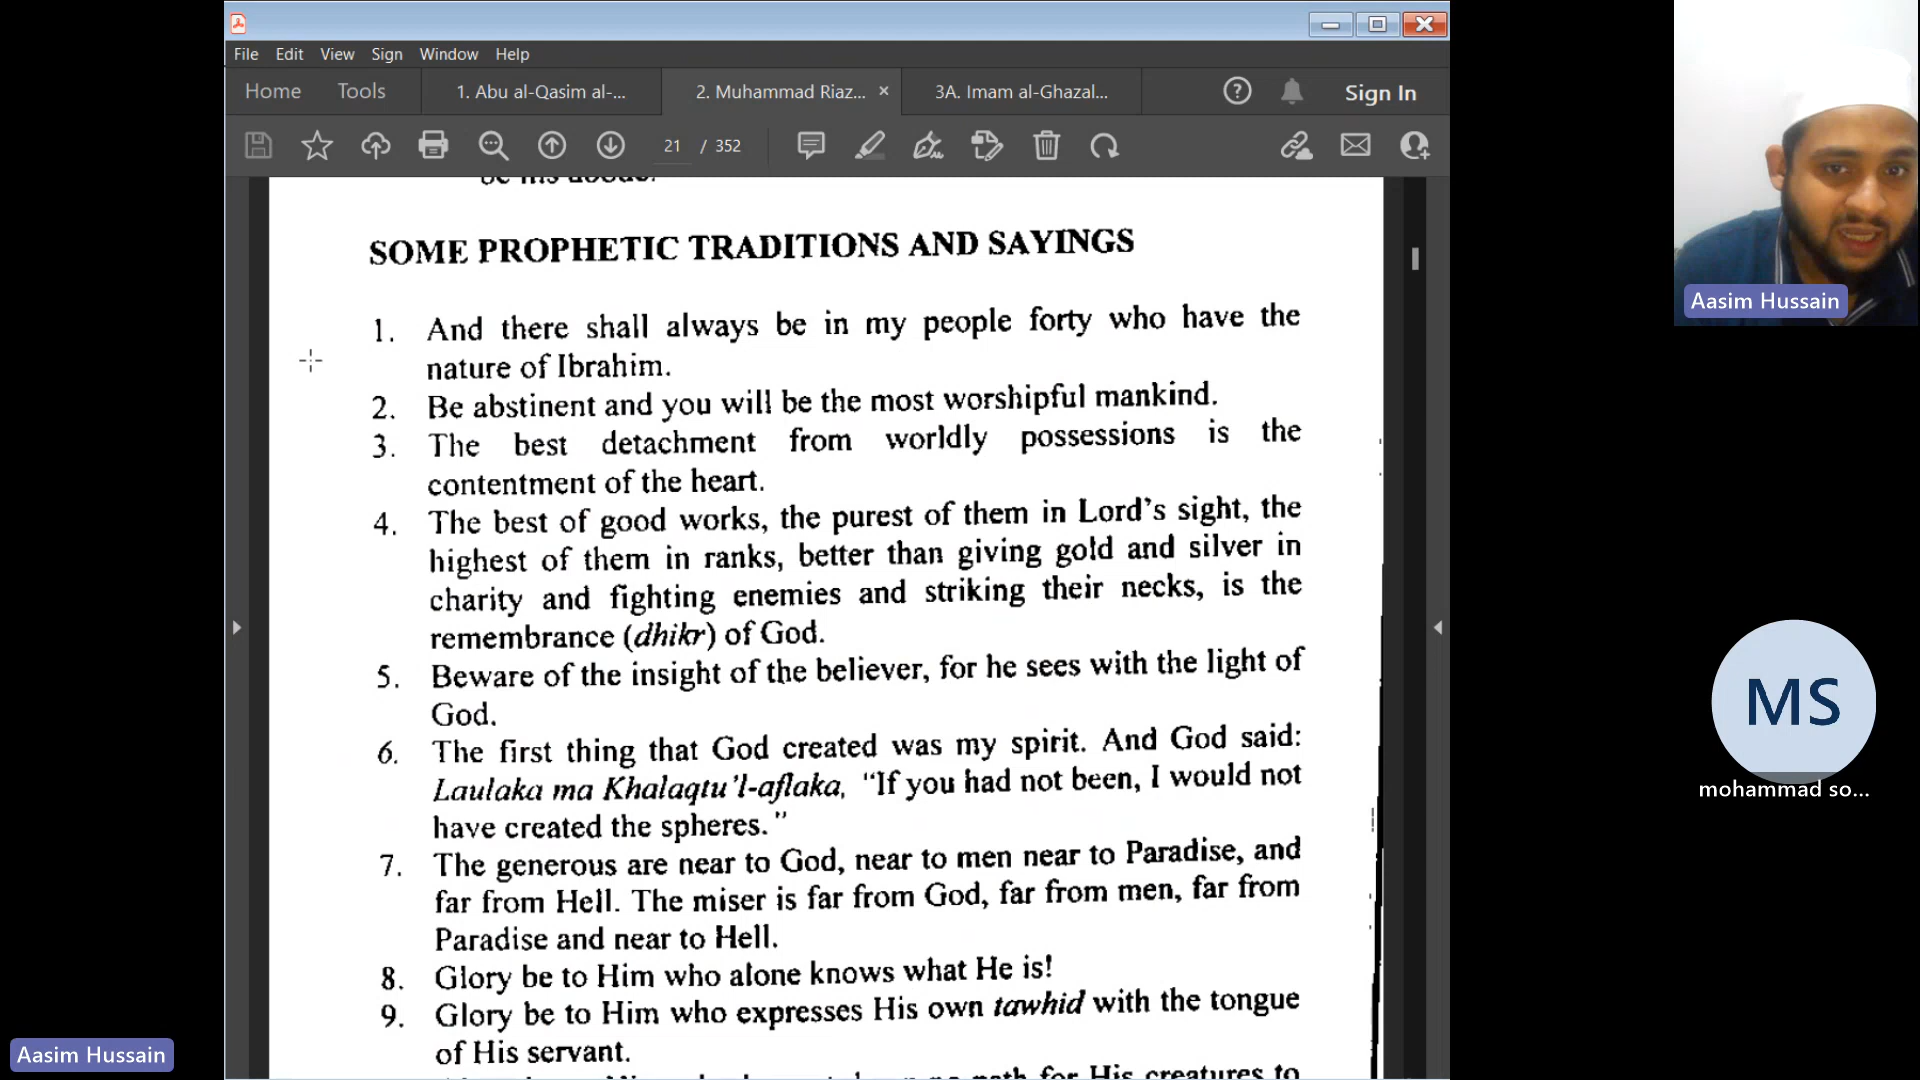 File Edit View Sign Window Help
Home Tools 1. Abu al-Qasim al-... 2. Muhammad Riaz... × 3A. Imam al-Ghazal... Sign In
21 / 352
SOME PROPHETIC TRADITIONS AND SAYINGS
1. And there shall always be in my people forty who have the
nature of Ibrahim.
2. Be abstinent and you will be the most worshipful mankind.
3. The best detachment from worldly possessions is the
contentment of the heart.
4. The best of good works, the purest of them in Lord's sight, the
highest of them in ranks, better than giving gold and silver in
charity and fighting enemies and striking their necks, is the
remembrance (dhikr) of God.
5. Beware of the insight of the believer, for he sees with the light of
God.
6. The first thing that God created was my spirit. And God said:
Laulaka ma Khalaqtu'l-aflaka, "If you had not been, I would not
have created the spheres."
7. The generous are near to God, near to men near to Paradise, and
far from Hell. The miser is far from God, far from men, far from
Paradise and near to Hell.
8. Glory be to Him who alone knows what He is!
9. Glory be to Him who expresses His own tawhid with the tongue
of His servant.
path for His creatures to
Aasim Hussain
MS
mohammad so...
Aasim Hussain